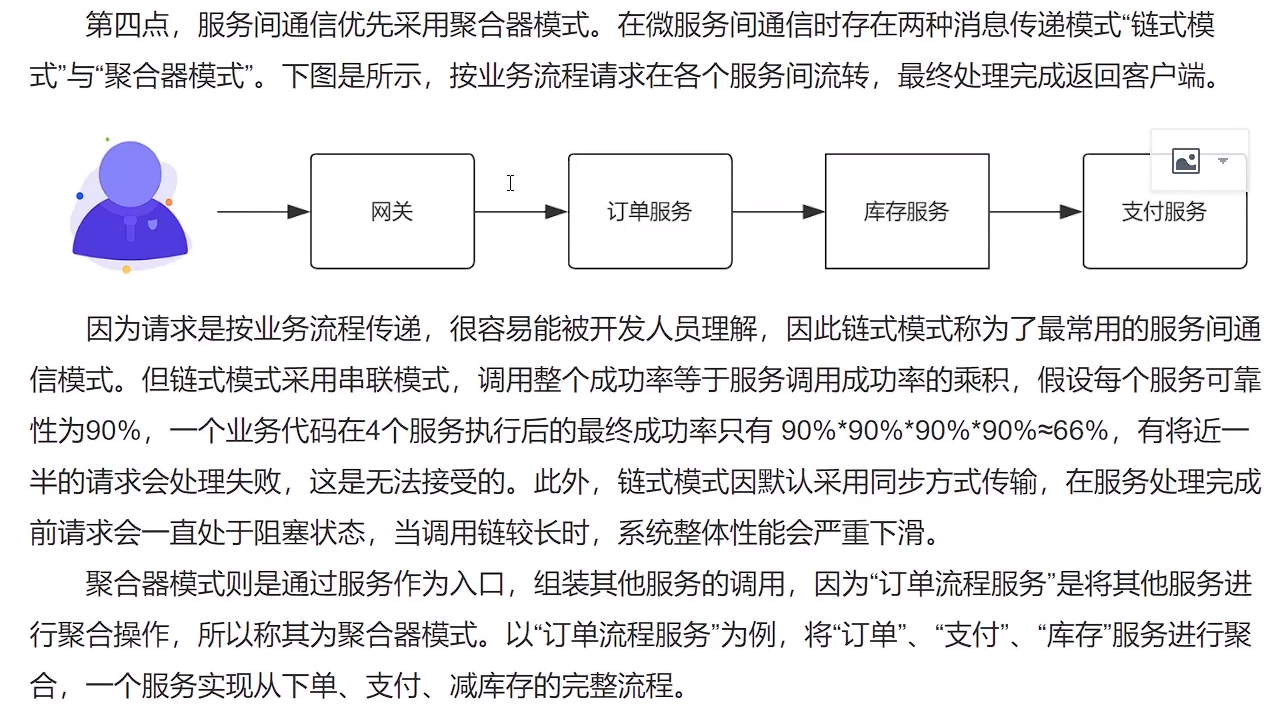 第四点，服务间通信优先采用聚合器模式。在微服务间通信时存在两种消息传递模式“链式模
式”与“聚合器模式”。下图是所示，按业务流程请求在各个服务间流转，最终处理完成返回客户端。
网关
订单服务
库存服务
支付服务
因为请求是按业务流程传递，很容易能被开发人员理解，因此链式模式称为了最常用的服务间通
信模式。但链式模式采用串联模式，调用整个成功率等于服务调用成功率的乘积，假设每个服务可靠
性为90%，一个业务代码在4个服务执行后的最终成功率只有 90%*90%*90%*90%≈66%，有将近一
半的请求会处理失败，这是无法接受的。此外，链式模式因默认采用同步方式传输，在服务处理完成
前请求会一直处于阻塞状态，当调用链较长时，系统整体性能会严重下滑。
聚合器模式则是通过服务作为入口，组装其他服务的调用，因为“订单流程服务”是将其他服务进
行聚合操作，所以称其为聚合器模式。以“订单流程服务”为例，将“订单”、“支付”、“库存”服务进行聚
合，一个服务实现从下单、支付、减库存的完整流程。